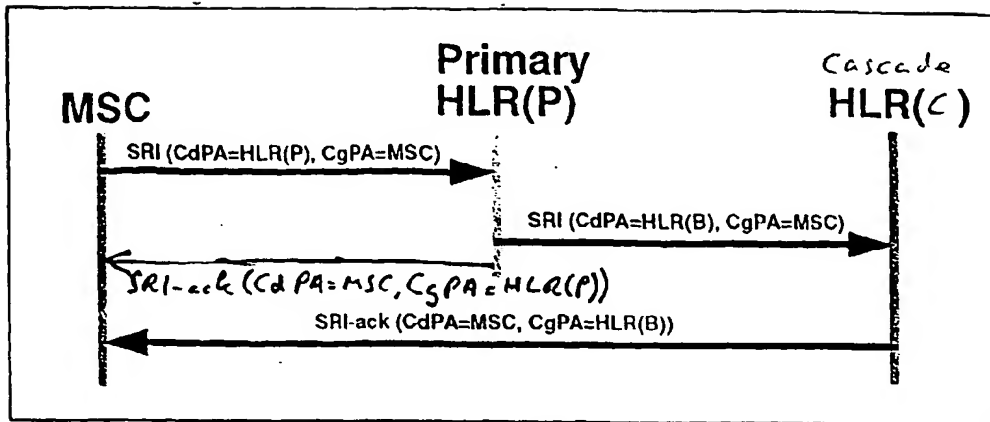 Primary
Cascade
MSC
HLR(P)
HLR(C)
SRI (CdPA=HLR(P), CgPA=MSC)
SRI (CdPA=HLR(B), CgPA=MSC)
SRI-ack (CdPA=MSC, CgPA=HLR(P))
SRI-ack (CdPA=MSC, CgPA=HLR(B))